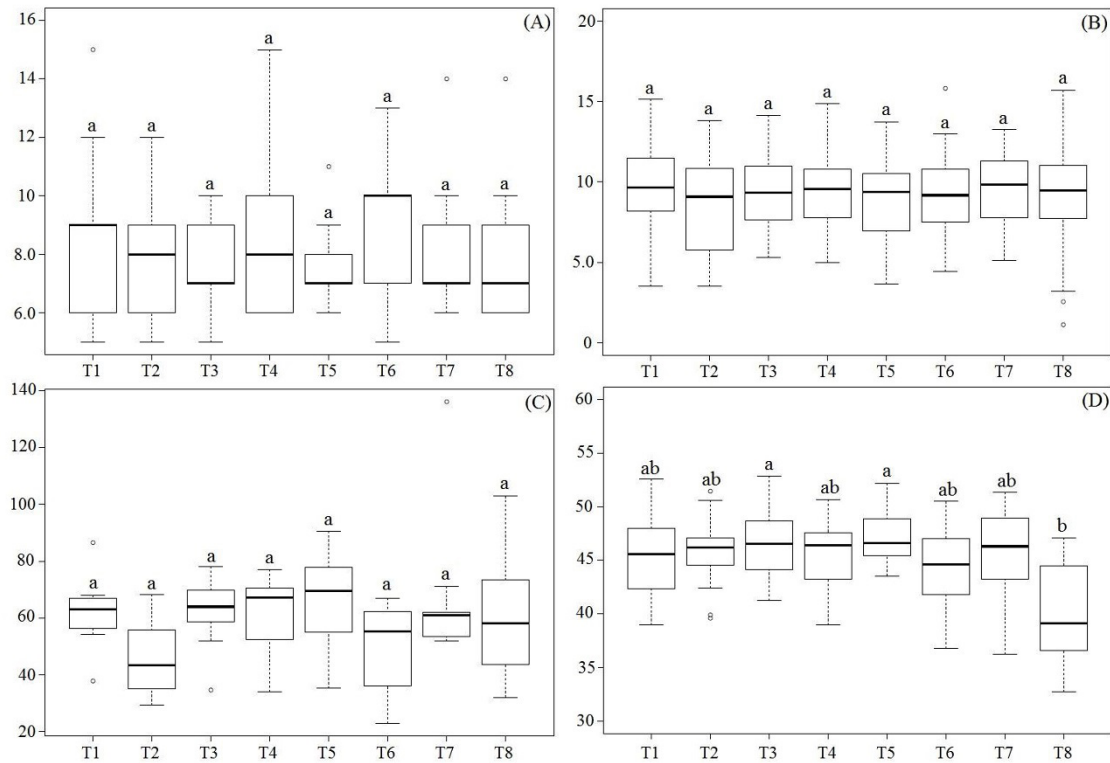 (A)
16
14
12
10
8.0
6.0
a a a a a a a a
T1 T2 T3 T4 T5 T6 T7 T8
(B)
20
15
10
5.0
0
a a a a a a a a
T1 T2 T3 T4 T5 T6 T7 T8
(C)
140
120
100
80
60
40
20
a a a a a a a a
T1 T2 T3 T4 T5 T6 T7 T8
(D)
60
55
50
45
40
35
30
ab ab a ab a ab ab b
T1 T2 T3 T4 T5 T6 T7 T8